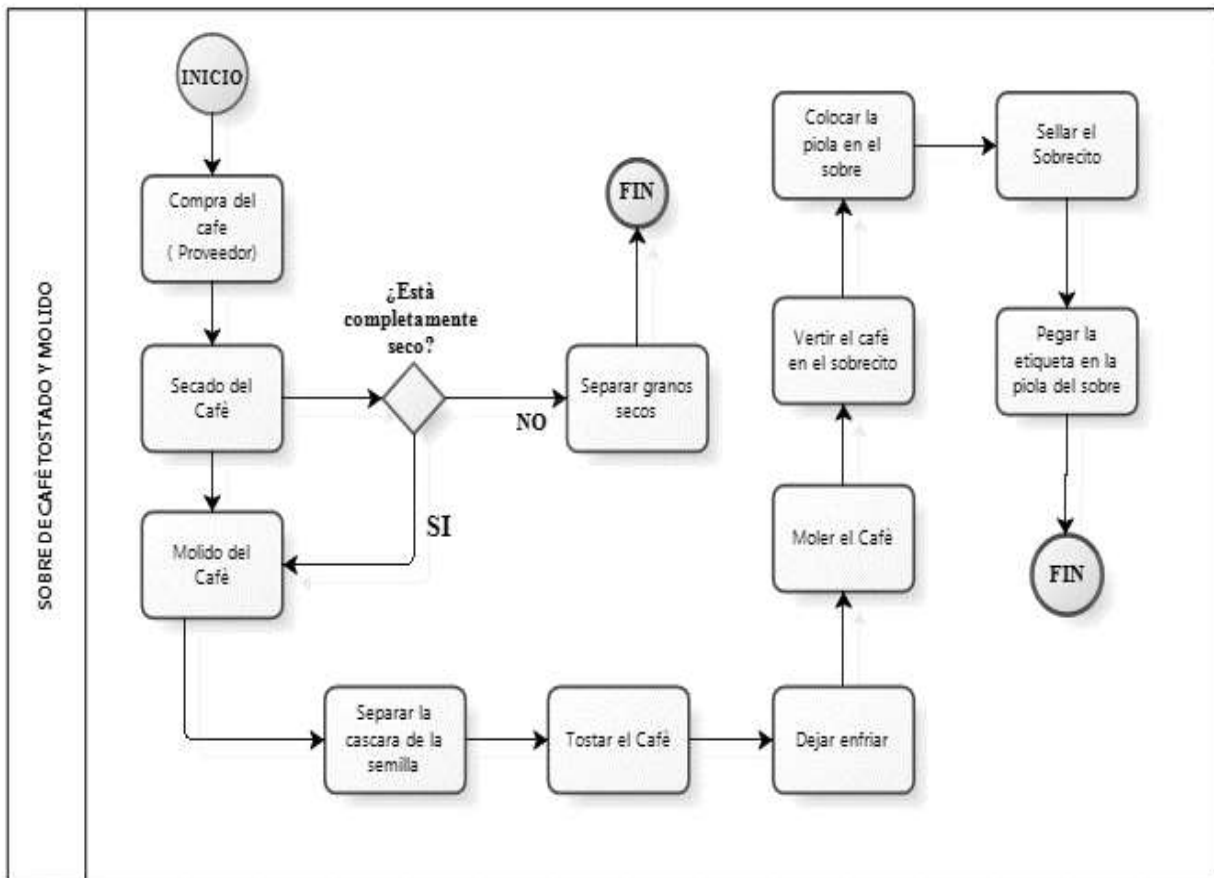 SOBRE DE CAFÈ TOSTADO Y MOLIDO
INICIO
Compra del
cafe
( Proveedor)
Secado del
Cafè
¿Està
completamente
seco?
NO
SI
Separar granos
secos
FIN
Molido del
Cafè
Separar la
cascara de la
semilla
Tostar el Cafè
Dejar enfriar
Moler el Cafè
Vertir el cafè
en el sobrecito
Colocar la
piola en el
sobre
Sellar el
Sobrecito
Pegar la
etiqueta en la
piola del sobre
FIN